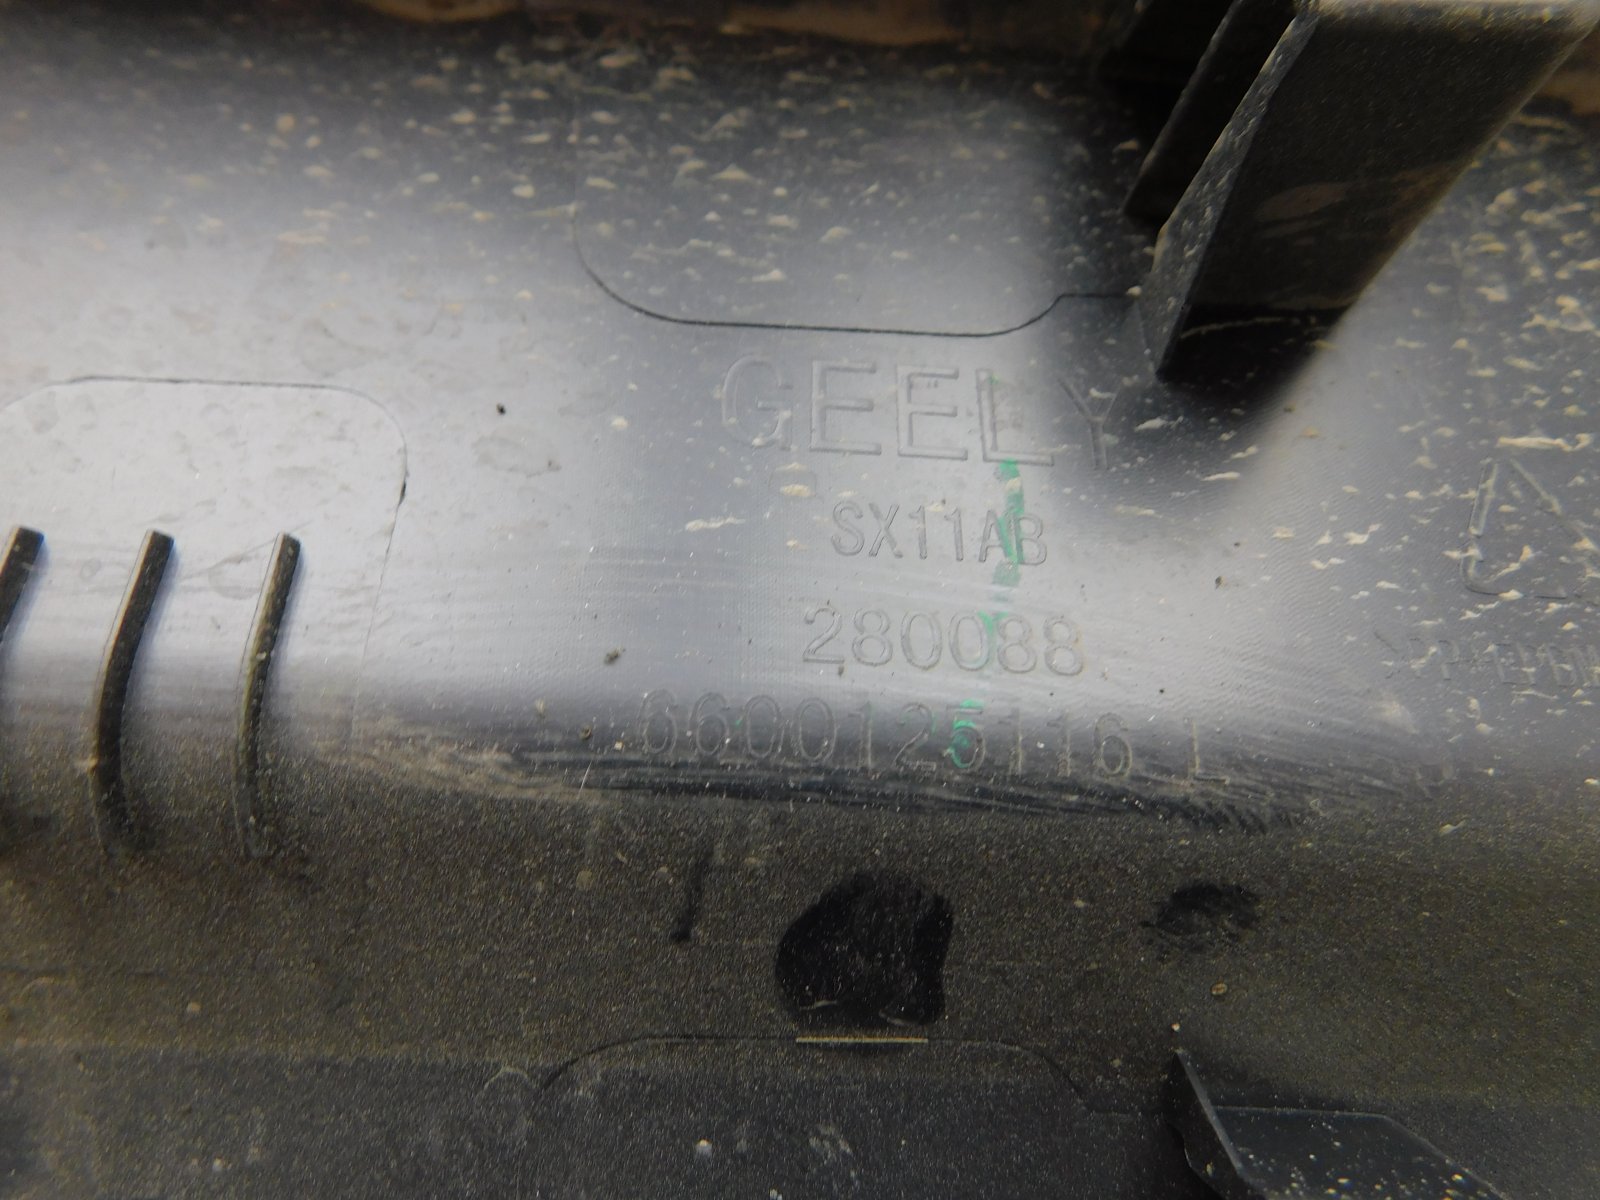 GEELY
SX11AB
280088
6600125116 L